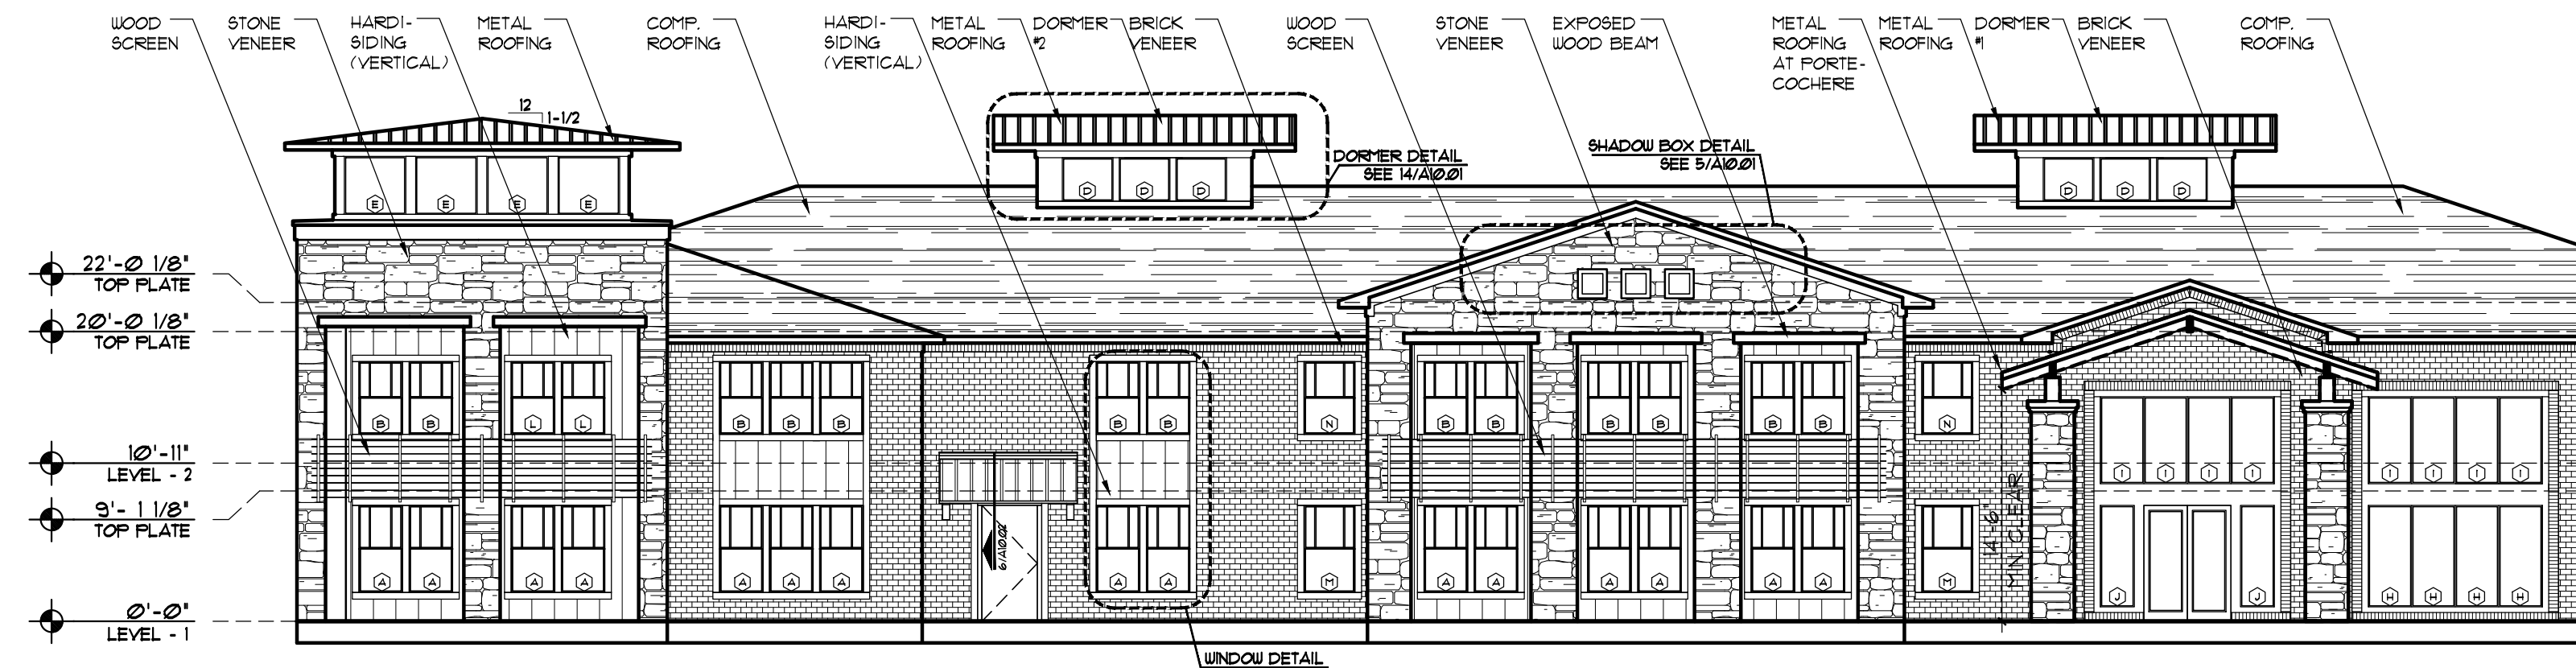 WOOD
SCREEN
STONE
VENEER
HARDI-
SIDING
(VERTICAL)
METAL
ROOFING
COMP.
ROOFING
HARDI-
SIDING
(VERTICAL)
METAL
ROOFING
DORMER
#2
BRICK
VENEER
WOOD
SCREEN
STONE
VENEER
EXPOSED
WOOD BEAM
METAL
ROOFING
AT PORTE-
COCHERE
METAL
ROOFING
DORMER
#1
BRICK
VENEER
COMP.
ROOFING
12
1-1/2
DORMER DETAIL
SEE 14/A10.01
SHADOW BOX DETAIL
SEE 5/A10.01
E E E E
D D D
D D D
22'-0 1/8"
TOP PLATE
20'-0 1/8"
TOP PLATE
B B L L B B B B B N B B B B B B N
10'-11"
LEVEL - 2
I I I I I I I I
9'- 1 1/8"
TOP PLATE
14'-6"
MIN CLEAR
6/A10.02
A A A A A A A A A M A A A A A A M
J J H H H H
0'-0"
LEVEL - 1
WINDOW DETAIL